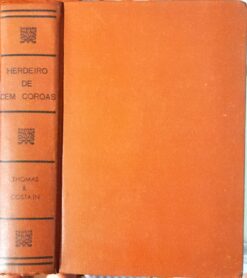 HERDEIRO
DE
CEM COROAS
THOMAS
B.
COSTAIN